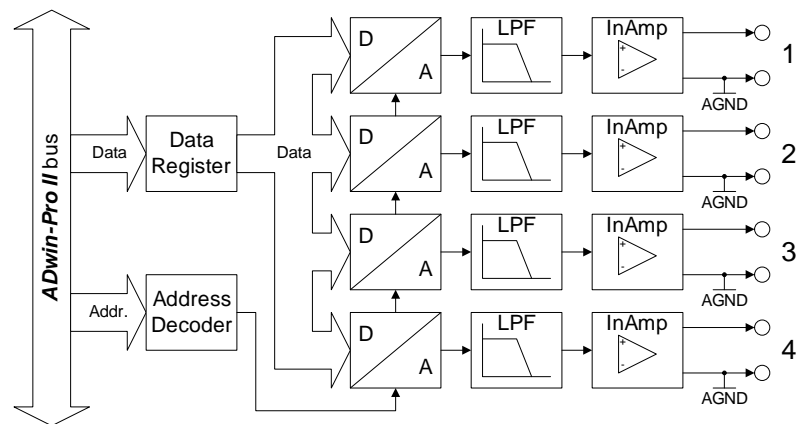 ADwin-Pro II bus
Data
Data
Register
Data
Addr.
Address
Decoder
D
A
LPF
InAmp
+
-
AGND
1
D
A
LPF
InAmp
+
-
AGND
2
D
A
LPF
InAmp
+
-
AGND
3
D
A
LPF
InAmp
+
-
AGND
4